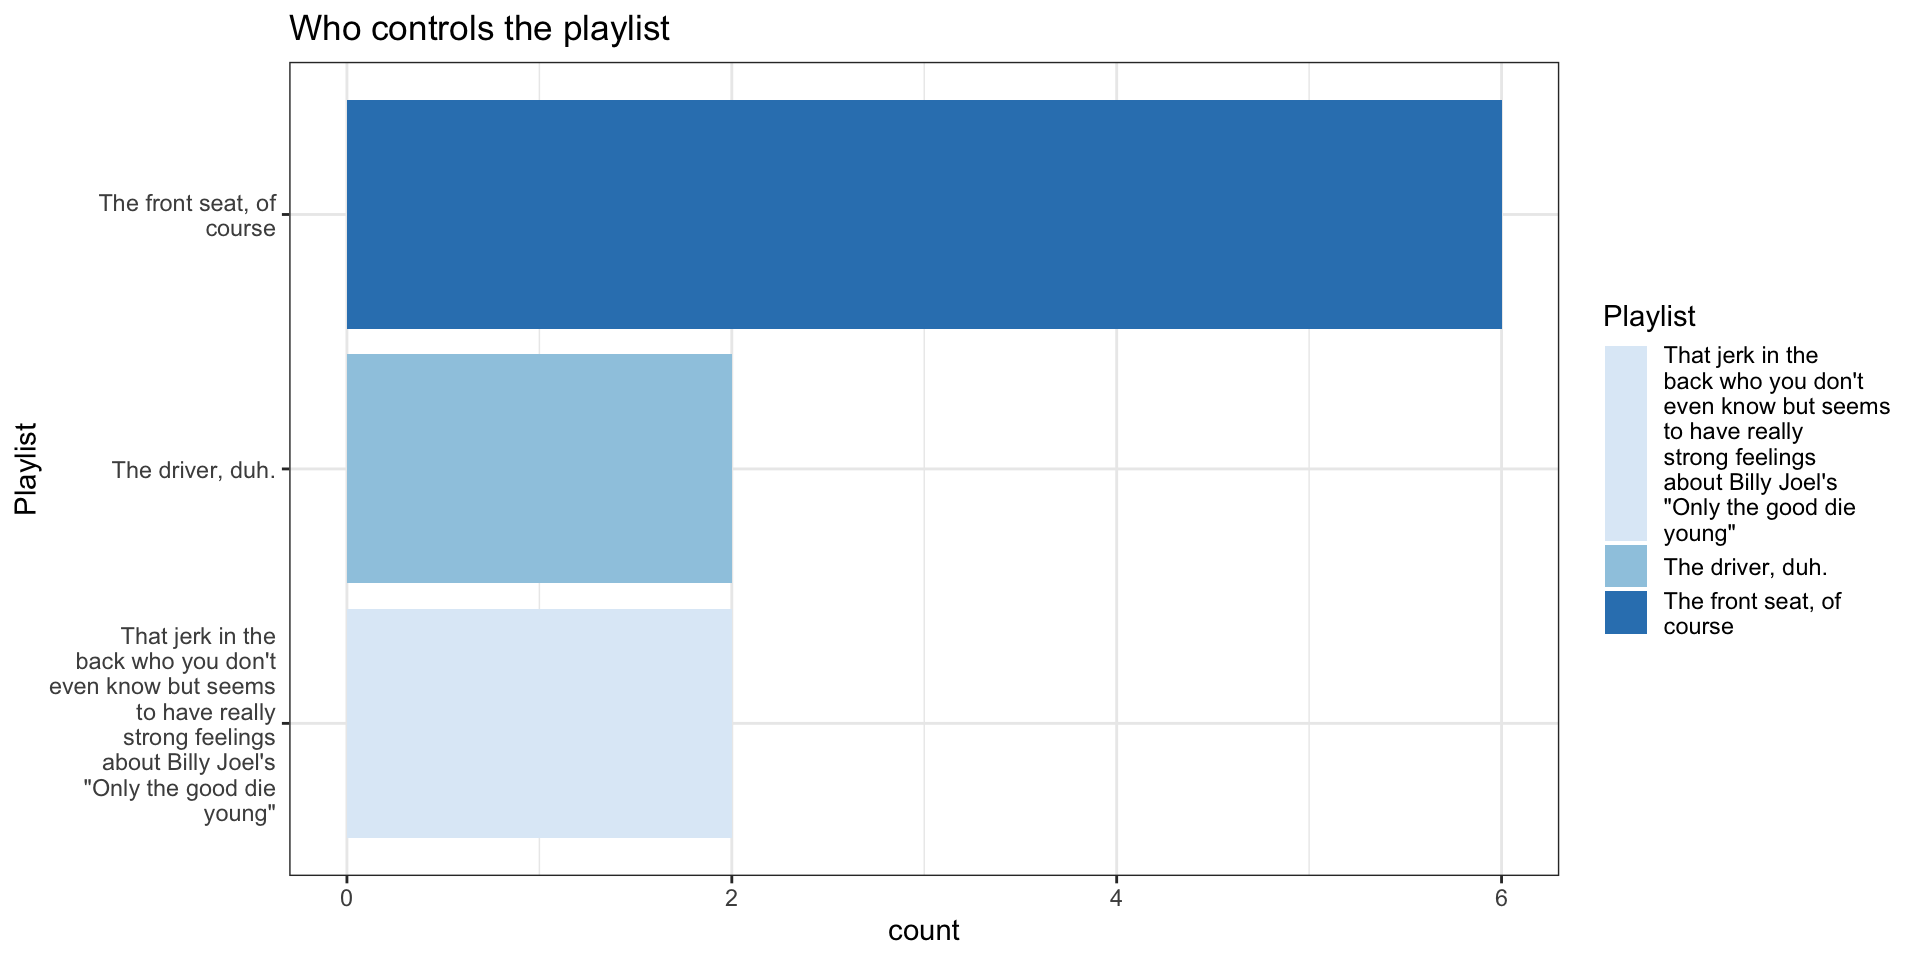 Who controls the playlist
The front seat, of
course
The driver, duh.
That jerk in the
back who you don't
even know but seems
to have really
strong feelings
about Billy Joel's
"Only the good die
young"
Playlist
0 2 4 6
count
Playlist
That jerk in the
back who you don't
even know but seems
to have really
strong feelings
about Billy Joel's
"Only the good die
young"
The driver, duh.
The front seat, of
course